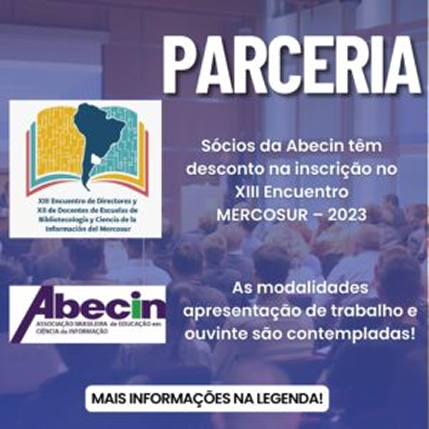 PARCERIA
XIII Encuentro de Directores y
XII de Docentes de Escuelas de
Bibliotecología y Ciencia de la
Información del Mercosur
Sócios da Abecin têm
desconto na inscrição no
XIII Encuentro
MERCOSUR – 2023
Abecin
ASSOCIAÇÃO BRASILEIRA de EDUCAÇÃO em
CIÊNCIA da INFORMAÇÃO
As modalidades
apresentação de trabalho e
ouvinte são contempladas!
MAIS INFORMAÇÕES NA LEGENDA!